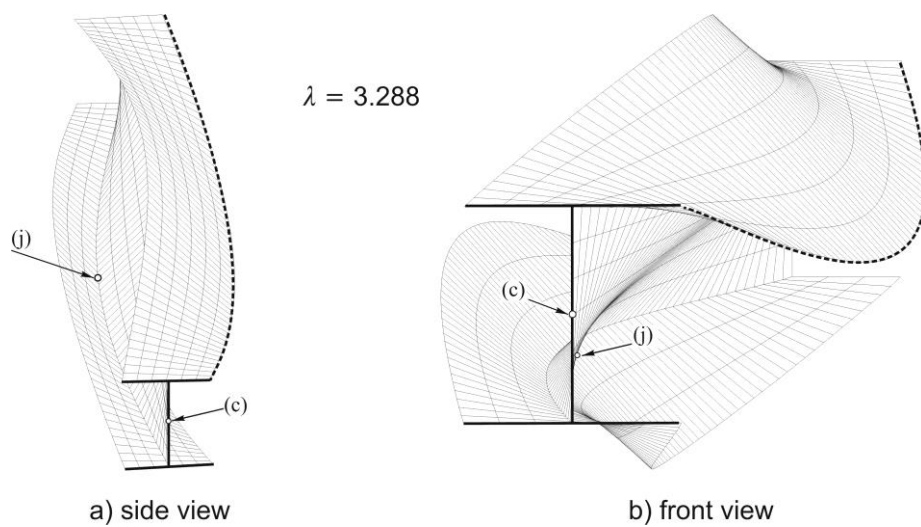 λ = 3.288
(j)
(c)
(c)
(j)
a) side view
b) front view